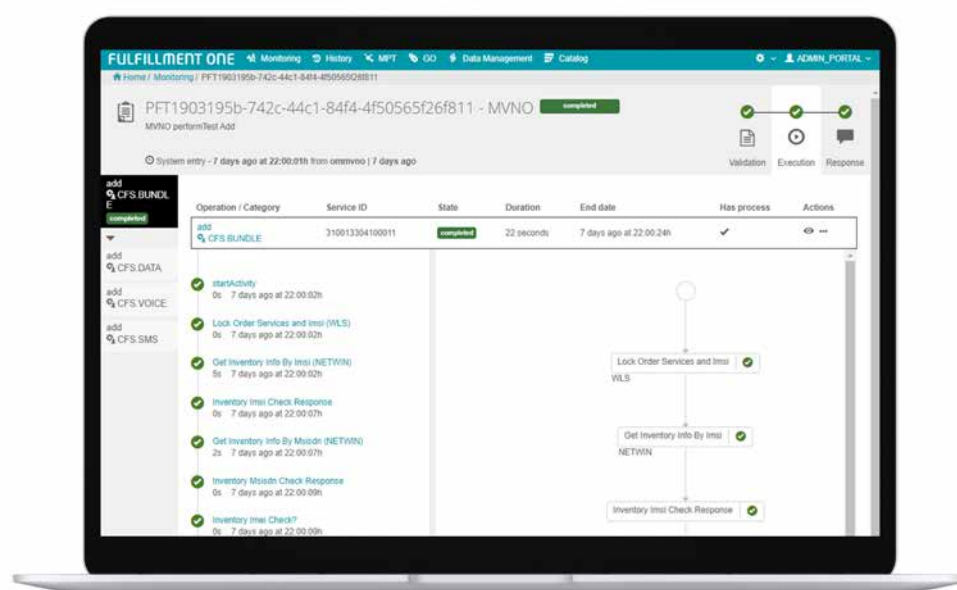 FULFILLMENT ONE Monitoring History MPT GO Data Management Catalog ADMIN_PORTAL
Home / Monitoring / PFT1903195b-742c-44c1-84f4-4f50565f26f811
PFT1903195b-742c-44c1-84f4-4f50565f26f811 - MVNO completed
MVNO performTest Add
System entry - 7 days ago at 22:00:01h from ommvno | 7 days ago
Validation Execution Response
add
CFS.BUNDL
E
completed
add
CFS.DATA
add
CFS.VOICE
add
CFS.SMS
Operation / Category Service ID State Duration End date Has process Actions
add
CFS.BUNDLE 310013304100011 completed 22 seconds 7 days ago at 22:00:24h
startActivity
0s 7 days ago at 22:00:02h
Lock Order Services and Imsi (WLS)
0s 7 days ago at 22:00:02h
Get Inventory Info By Imsi (NETWIN)
5s 7 days ago at 22:00:02h
Inventory Imsi Check Response
0s 7 days ago at 22:00:07h
Get Inventory Info By Msisdn (NETWIN)
2s 7 days ago at 22:00:07h
Inventory Msisdn Check Response
0s 7 days ago at 22:00:09h
Inventory Imei Check?
0s 7 days ago at 22:00:09h
Lock Order Services and Imsi
WLS
Get Inventory Info By Imsi
NETWIN
Inventory Imsi Check Response